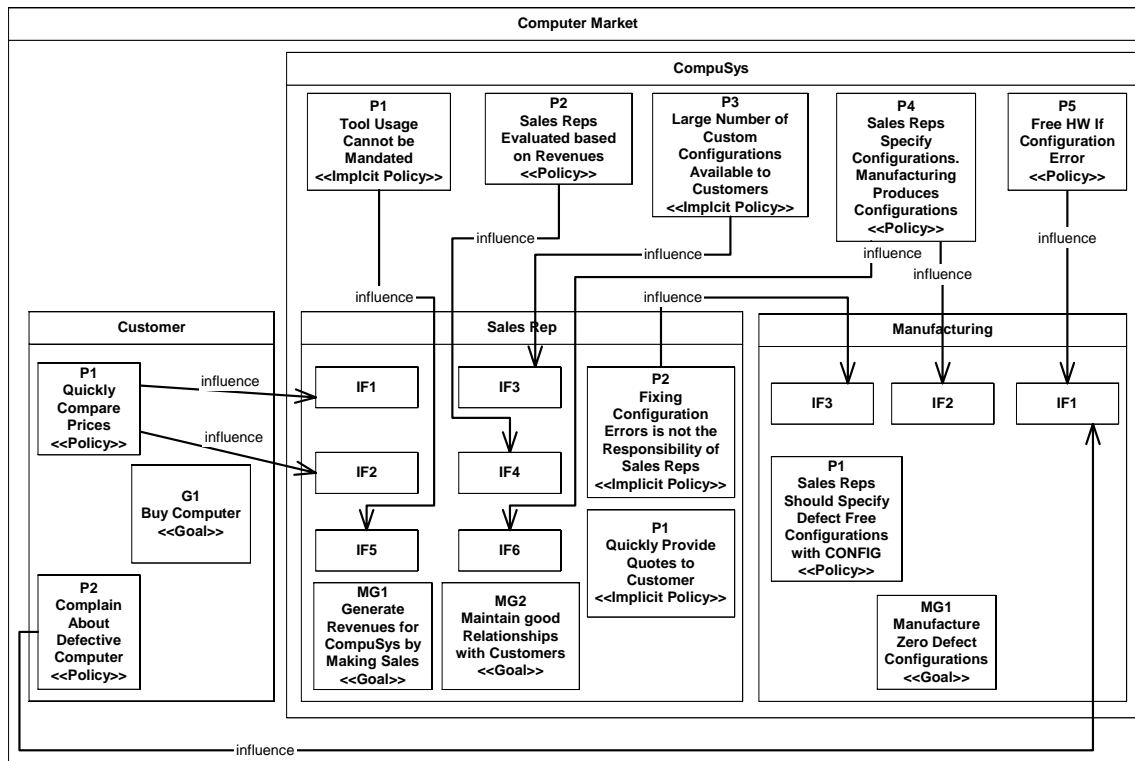 Computer Market
CompuSys
P1
Tool Usage
Cannot be
Mandated
<<Implcit Policy>>
P2
Sales Reps
Evaluated based
on Revenues
<<Policy>>
P3
Large Number of
Custom
Configurations
Available to
Customers
<<Implcit Policy>>
P4
Sales Reps
Specify
Configurations.
Manufacturing
Produces
Configurations
<<Policy>>
P5
Free HW If
Configuration
Error
<<Policy>>
influence
influence
influence
influence
influence
influence
influence
Customer
P1
Quickly
Compare
Prices
<<Policy>>
influence
influence
G1
Buy Computer
<<Goal>>
P2
Complain
About
Defective
Computer
<<Policy>>
Sales Rep
IF1
IF3
IF2
IF4
IF5
IF6
P2
Fixing
Configuration
Errors is not the
Responsibility of
Sales Reps
<<Implicit Policy>>
P1
Quickly Provide
Quotes to
Customer
<<Implicit Policy>>
MG1
Generate
Revenues for
CompuSys by
Making Sales
<<Goal>>
MG2
Maintain good
Relationships
with Customers
<<Goal>>
Manufacturing
IF3
IF2
IF1
P1
Sales Reps
Should Specify
Defect Free
Configurations
with CONFIG
<<Policy>>
MG1
Manufacture
Zero Defect
Configurations
<<Goal>>
influence